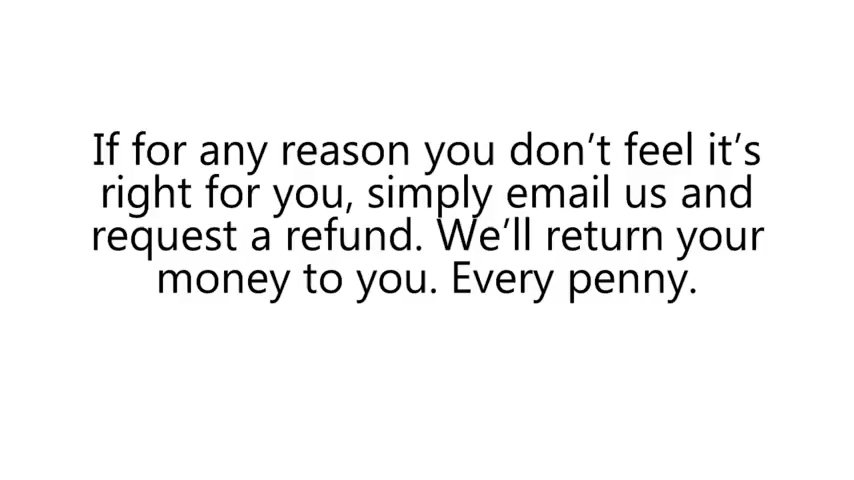 If for any reason you don’t feel it’s
right for you, simply email us and
request a refund. We’ll return your
money to you. Every penny.